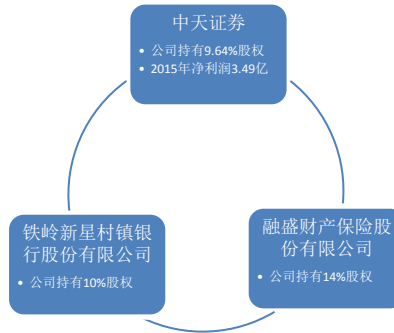 中天证券
• 公司持有9.64%股权
• 2015年净利润3.49亿
铁岭新星村镇银
行股份有限公司
• 公司持有10%股权
融盛财产保险股
份有限公司
• 公司持有14%股权